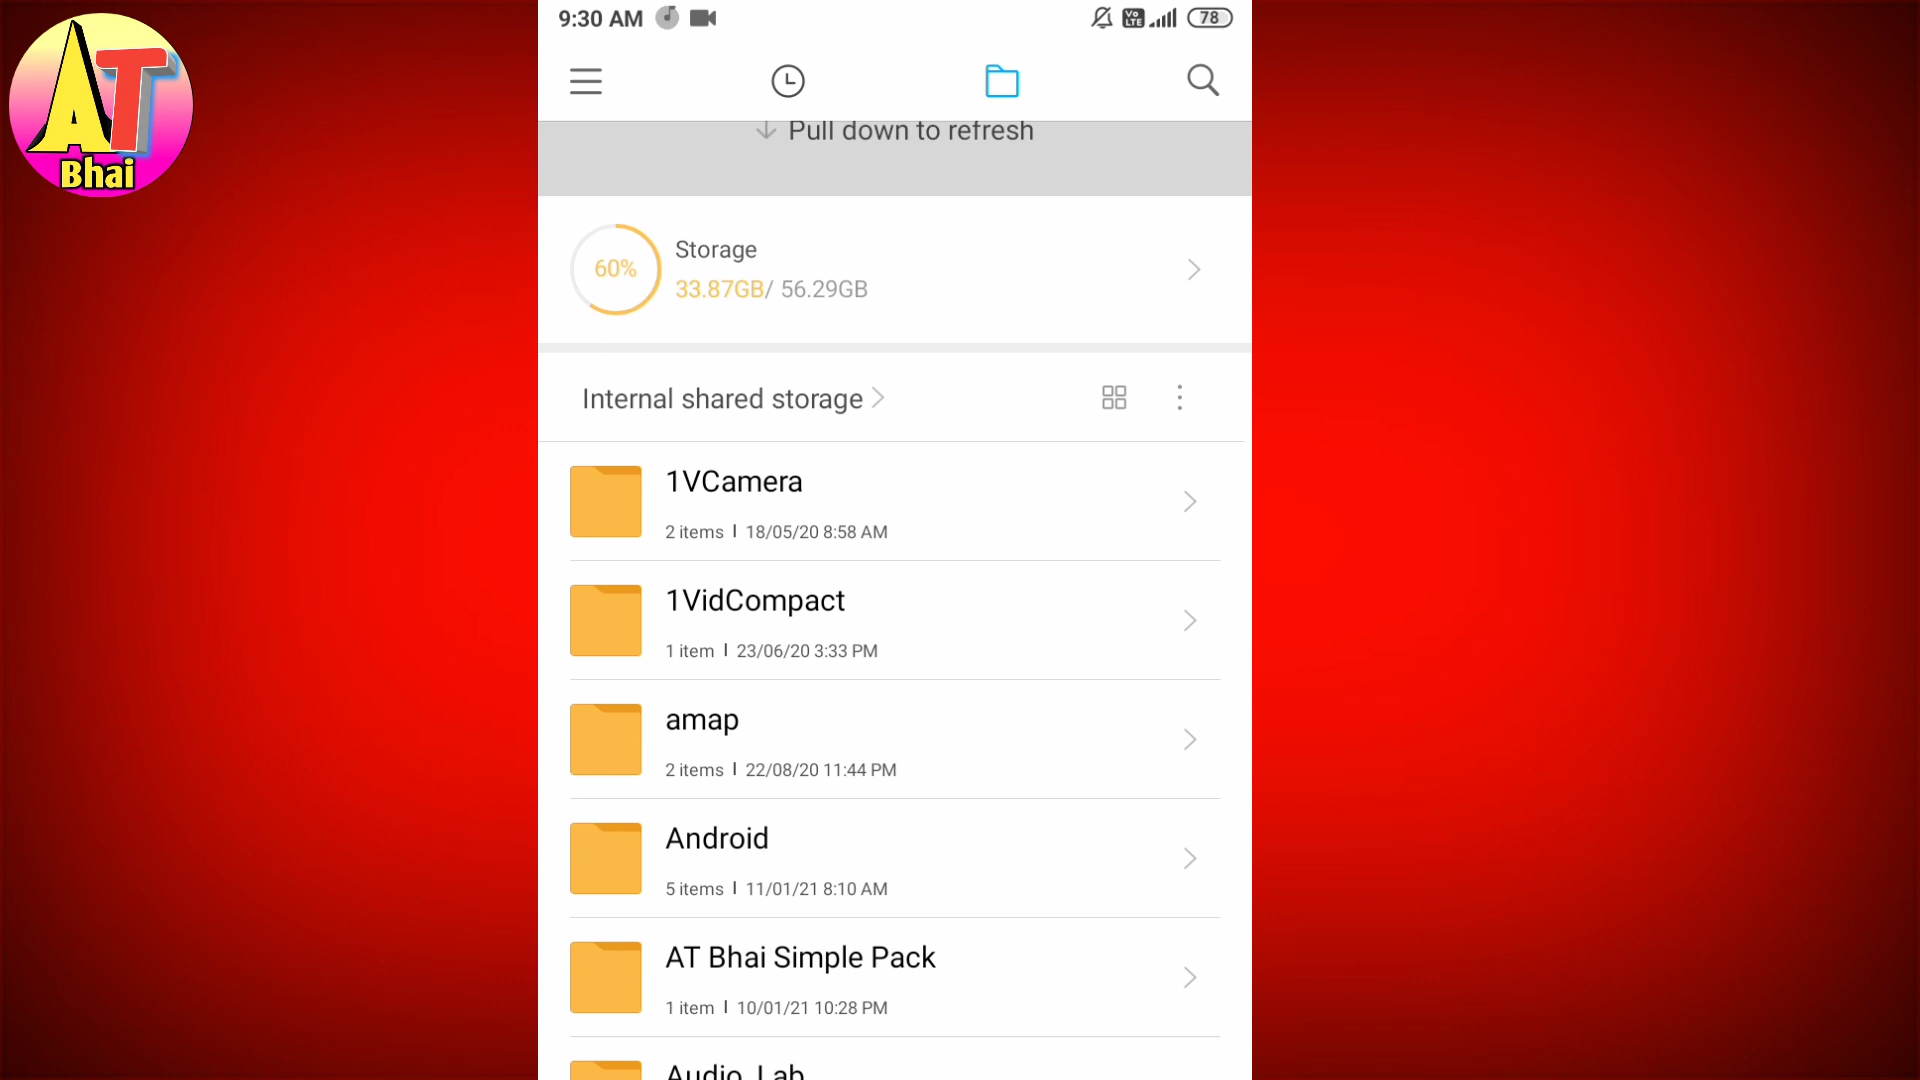 AT
Bhai
9:30 AM
Vo
LTE
78
Pull down to refresh
60%
Storage
33.87GB/ 56.29GB
Internal shared storage
1VCamera
2 items | 18/05/20 8:58 AM
1VidCompact
1 item | 23/06/20 3:33 PM
amap
2 items | 22/08/20 11:44 PM
Android
5 items | 11/01/21 8:10 AM
AT Bhai Simple Pack
1 item | 10/01/21 10:28 PM
Audio_Lab